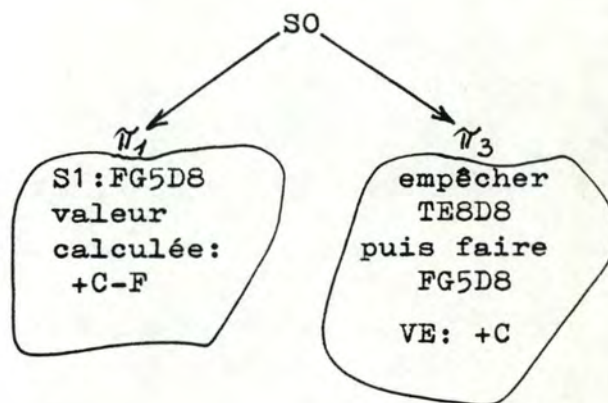 SO
π1
S1:FG5D8
valeur
calculée:
+C-F
π3
empêcher
TE8D8
puis faire
FG5D8
VE: +C